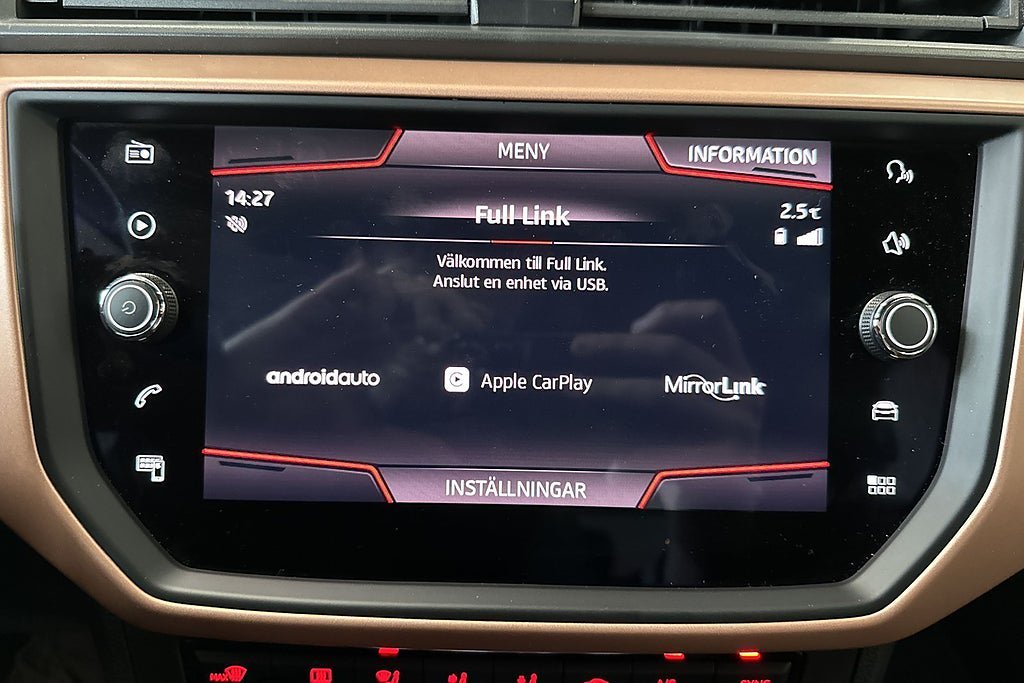 MENY
INFORMATION
14:27
Full Link
2.5°C
Välkommen till Full Link.
Anslut en enhet via USB.
androidauto
Apple CarPlay
MirrorLink
INSTÄLLNINGAR
MAX